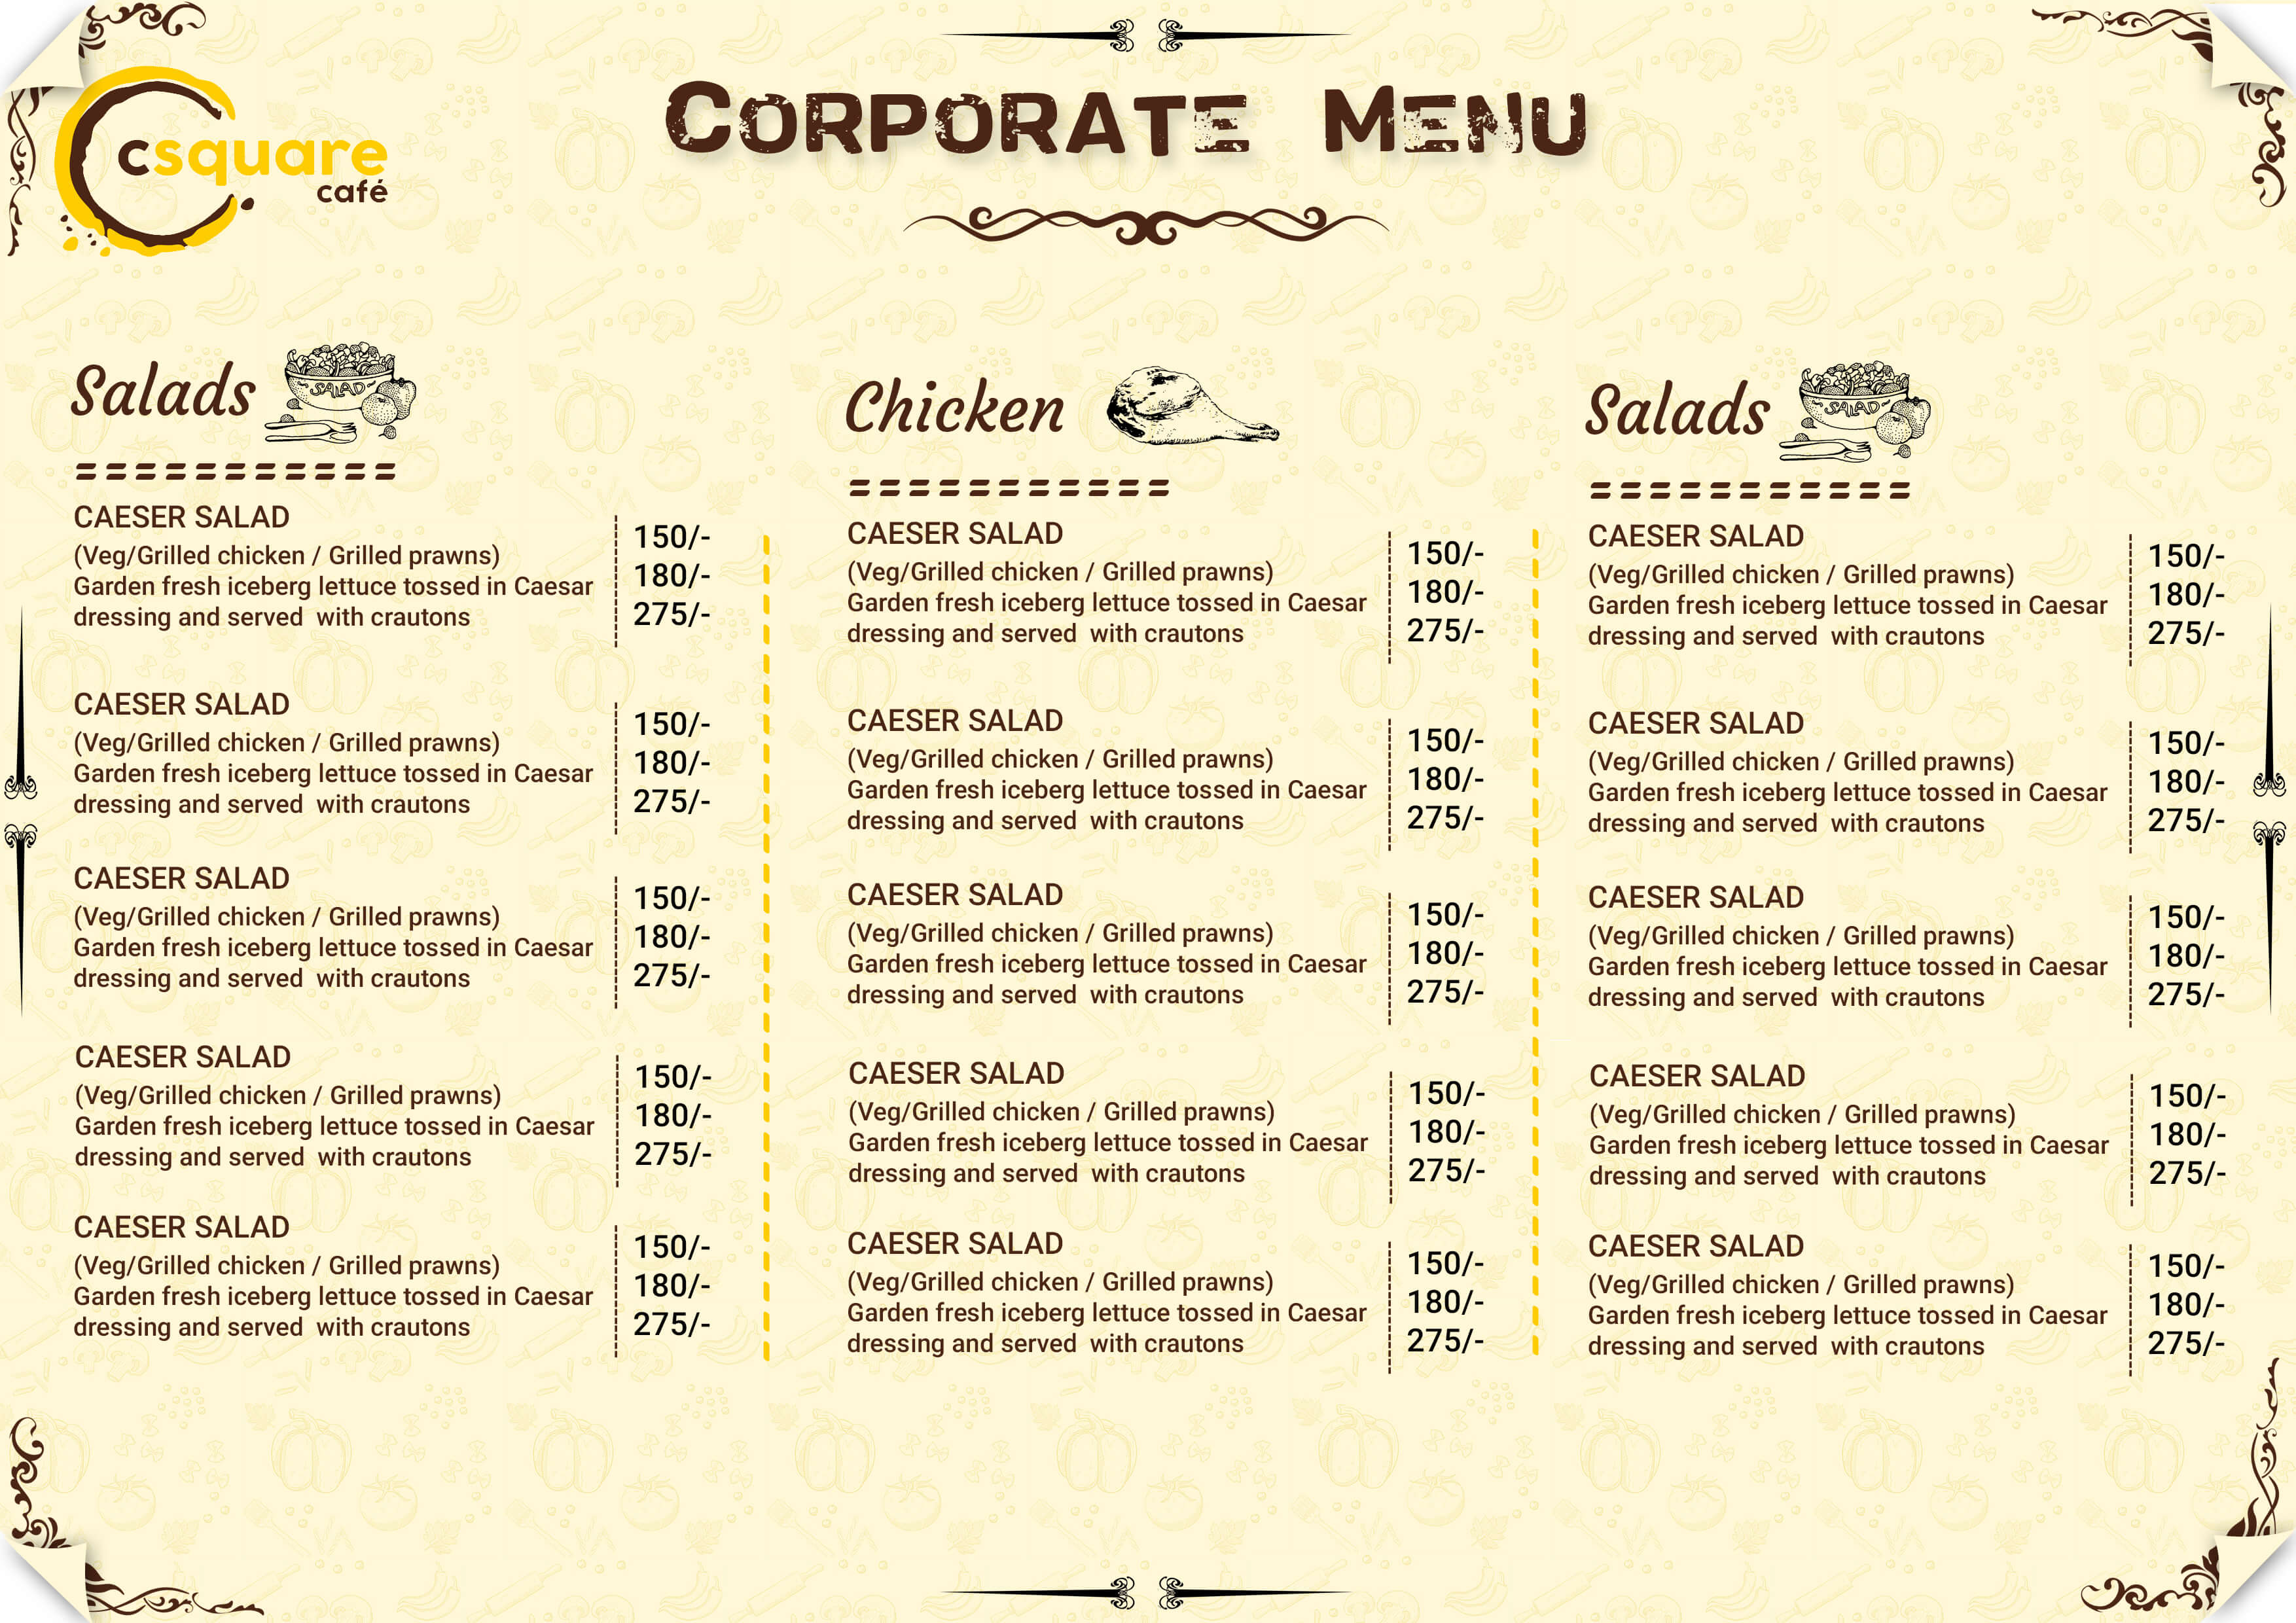 csquare
café
CORPORATE MENU
Salads
SALAD
CAESER SALAD
(Veg/Grilled chicken / Grilled prawns)
Garden fresh iceberg lettuce tossed in Caesar
dressing and served with crautons
150/-
180/-
275/-
CAESER SALAD
(Veg/Grilled chicken / Grilled prawns)
Garden fresh iceberg lettuce tossed in Caesar
dressing and served with crautons
150/-
180/-
275/-
CAESER SALAD
(Veg/Grilled chicken / Grilled prawns)
Garden fresh iceberg lettuce tossed in Caesar
dressing and served with crautons
150/-
180/-
275/-
CAESER SALAD
(Veg/Grilled chicken / Grilled prawns)
Garden fresh iceberg lettuce tossed in Caesar
dressing and served with crautons
150/-
180/-
275/-
CAESER SALAD
(Veg/Grilled chicken / Grilled prawns)
Garden fresh iceberg lettuce tossed in Caesar
dressing and served with crautons
150/-
180/-
275/-
Chicken
CAESER SALAD
(Veg/Grilled chicken / Grilled prawns)
Garden fresh iceberg lettuce tossed in Caesar
dressing and served with crautons
150/-
180/-
275/-
CAESER SALAD
(Veg/Grilled chicken / Grilled prawns)
Garden fresh iceberg lettuce tossed in Caesar
dressing and served with crautons
150/-
180/-
275/-
CAESER SALAD
(Veg/Grilled chicken / Grilled prawns)
Garden fresh iceberg lettuce tossed in Caesar
dressing and served with crautons
150/-
180/-
275/-
CAESER SALAD
(Veg/Grilled chicken / Grilled prawns)
Garden fresh iceberg lettuce tossed in Caesar
dressing and served with crautons
150/-
180/-
275/-
CAESER SALAD
(Veg/Grilled chicken / Grilled prawns)
Garden fresh iceberg lettuce tossed in Caesar
dressing and served with crautons
150/-
180/-
275/-
Salads
SALAD
CAESER SALAD
(Veg/Grilled chicken / Grilled prawns)
Garden fresh iceberg lettuce tossed in Caesar
dressing and served with crautons
150/-
180/-
275/-
CAESER SALAD
(Veg/Grilled chicken / Grilled prawns)
Garden fresh iceberg lettuce tossed in Caesar
dressing and served with crautons
150/-
180/-
275/-
CAESER SALAD
(Veg/Grilled chicken / Grilled prawns)
Garden fresh iceberg lettuce tossed in Caesar
dressing and served with crautons
150/-
180/-
275/-
CAESER SALAD
(Veg/Grilled chicken / Grilled prawns)
Garden fresh iceberg lettuce tossed in Caesar
dressing and served with crautons
150/-
180/-
275/-
CAESER SALAD
(Veg/Grilled chicken / Grilled prawns)
Garden fresh iceberg lettuce tossed in Caesar
dressing and served with crautons
150/-
180/-
275/-